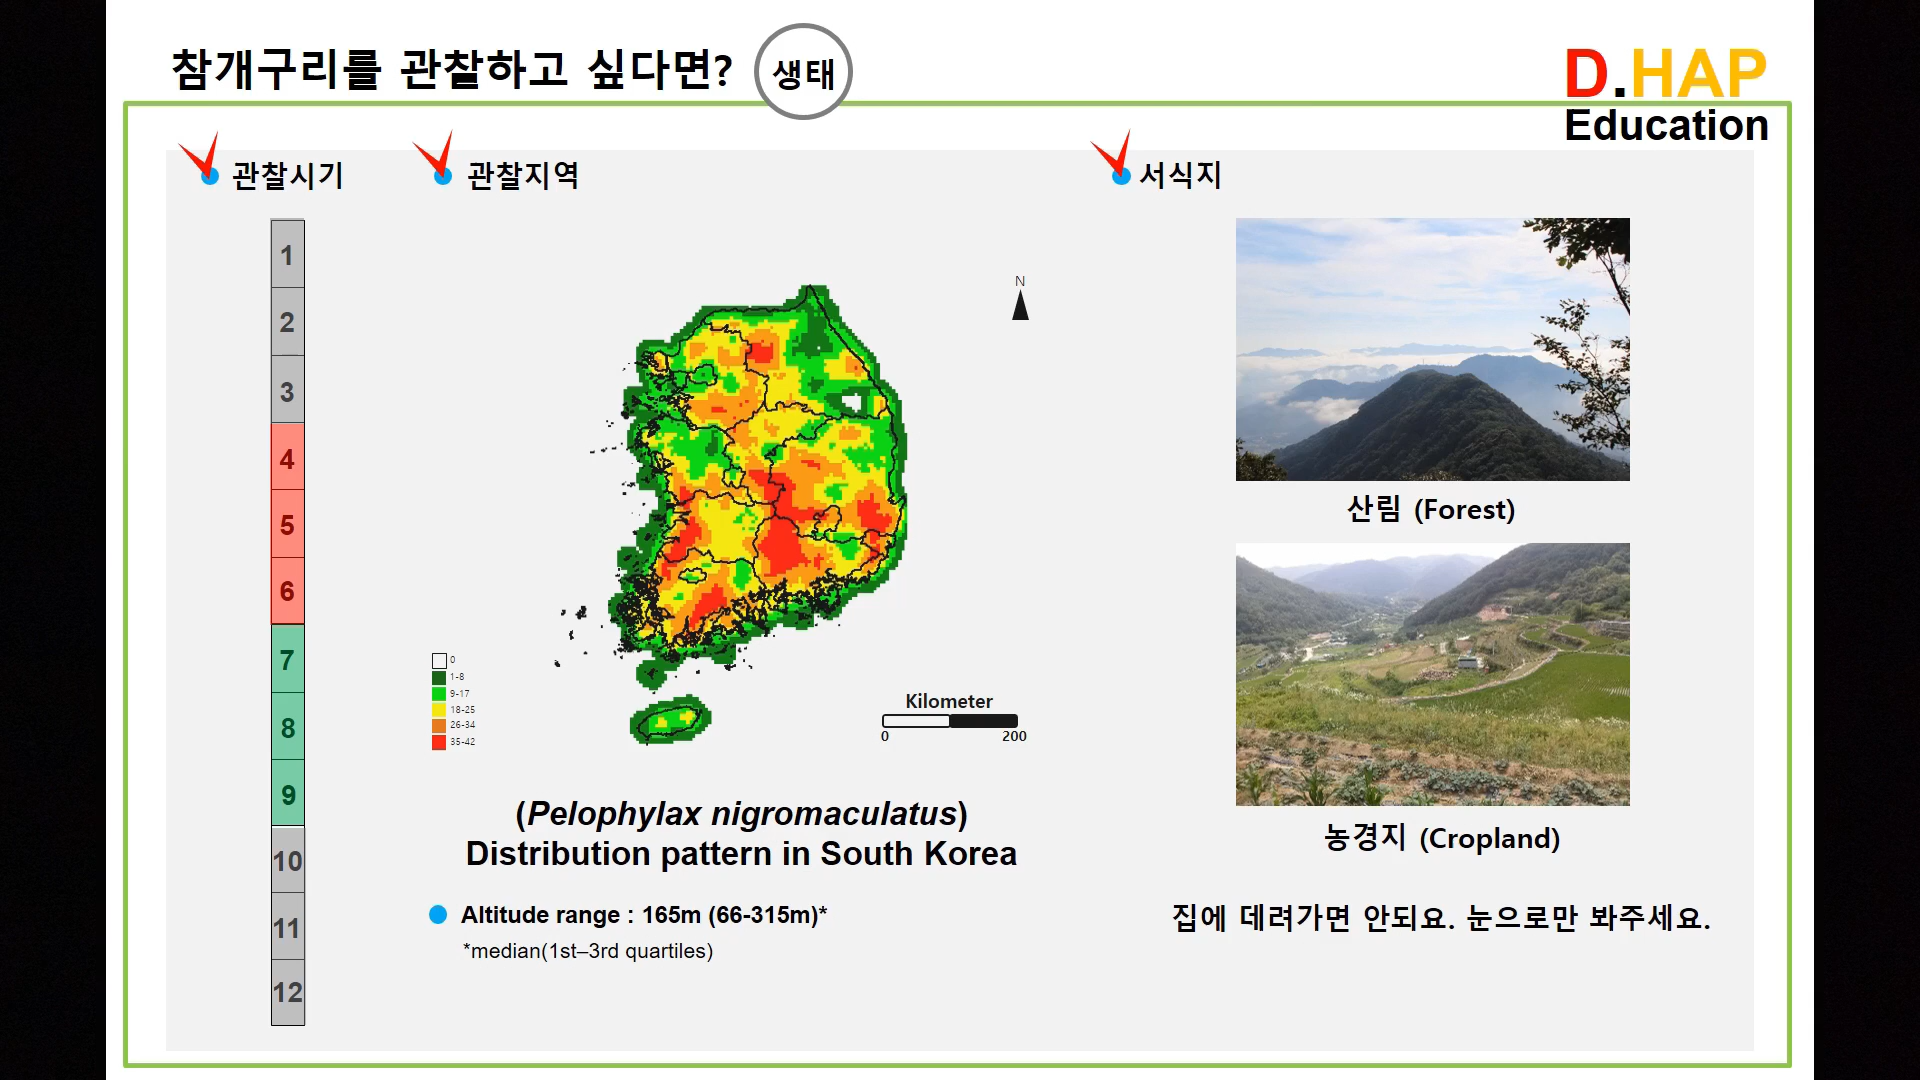 참개구리를 관찰하고 싶다면?
생태
D.HAP
Education
관찰시기
관찰지역
서식지
1
2
3
4
5
6
7
8
9
10
11
12
N
0
1-8
9-17
18-25
26-34
35-42
Kilometer
0 200
(Pelophylax nigromaculatus)
Distribution pattern in South Korea
Altitude range : 165m (66-315m)*
*median(1st–3rd quartiles)
산림 (Forest)
농경지 (Cropland)
집에 데려가면 안되요. 눈으로만 봐주세요.